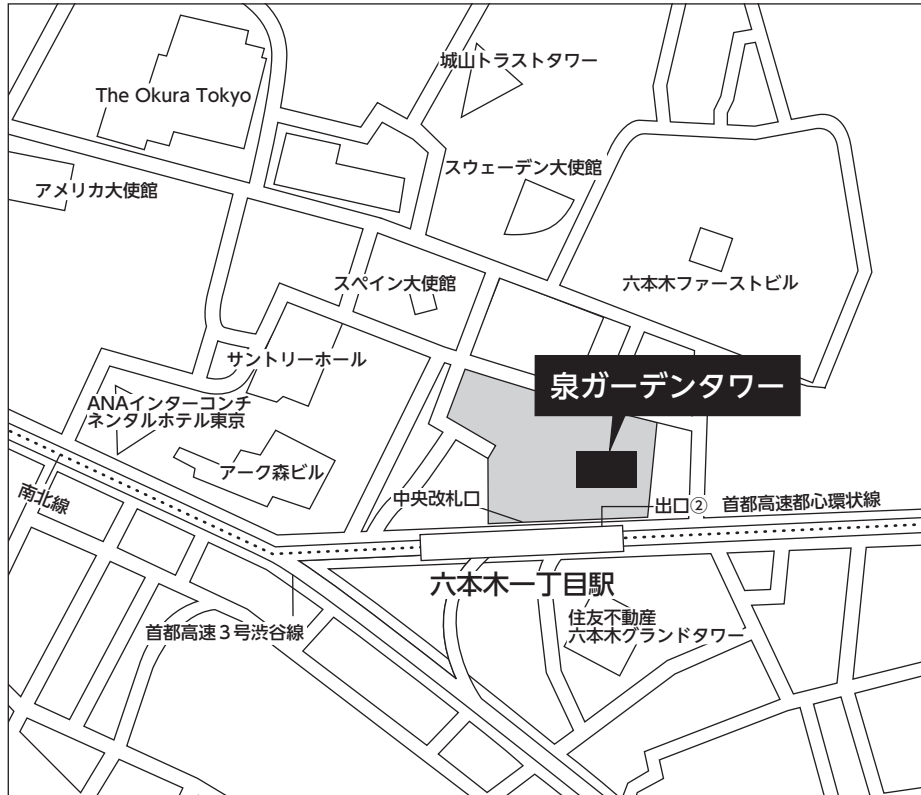 城山トラストタワー
The Okura Tokyo
スウェーデン大使館
アメリカ大使館
スペイン大使館
六本木ファーストビル
サントリーホール
泉ガーデンタワー
ANAインターコンチ
ネンタルホテル東京
アーク森ビル
中央改札口
出口②
首都高速都心環状線
南北線
六本木一丁目駅
住友不動産
六本木グランドタワー
首都高速３号渋谷線